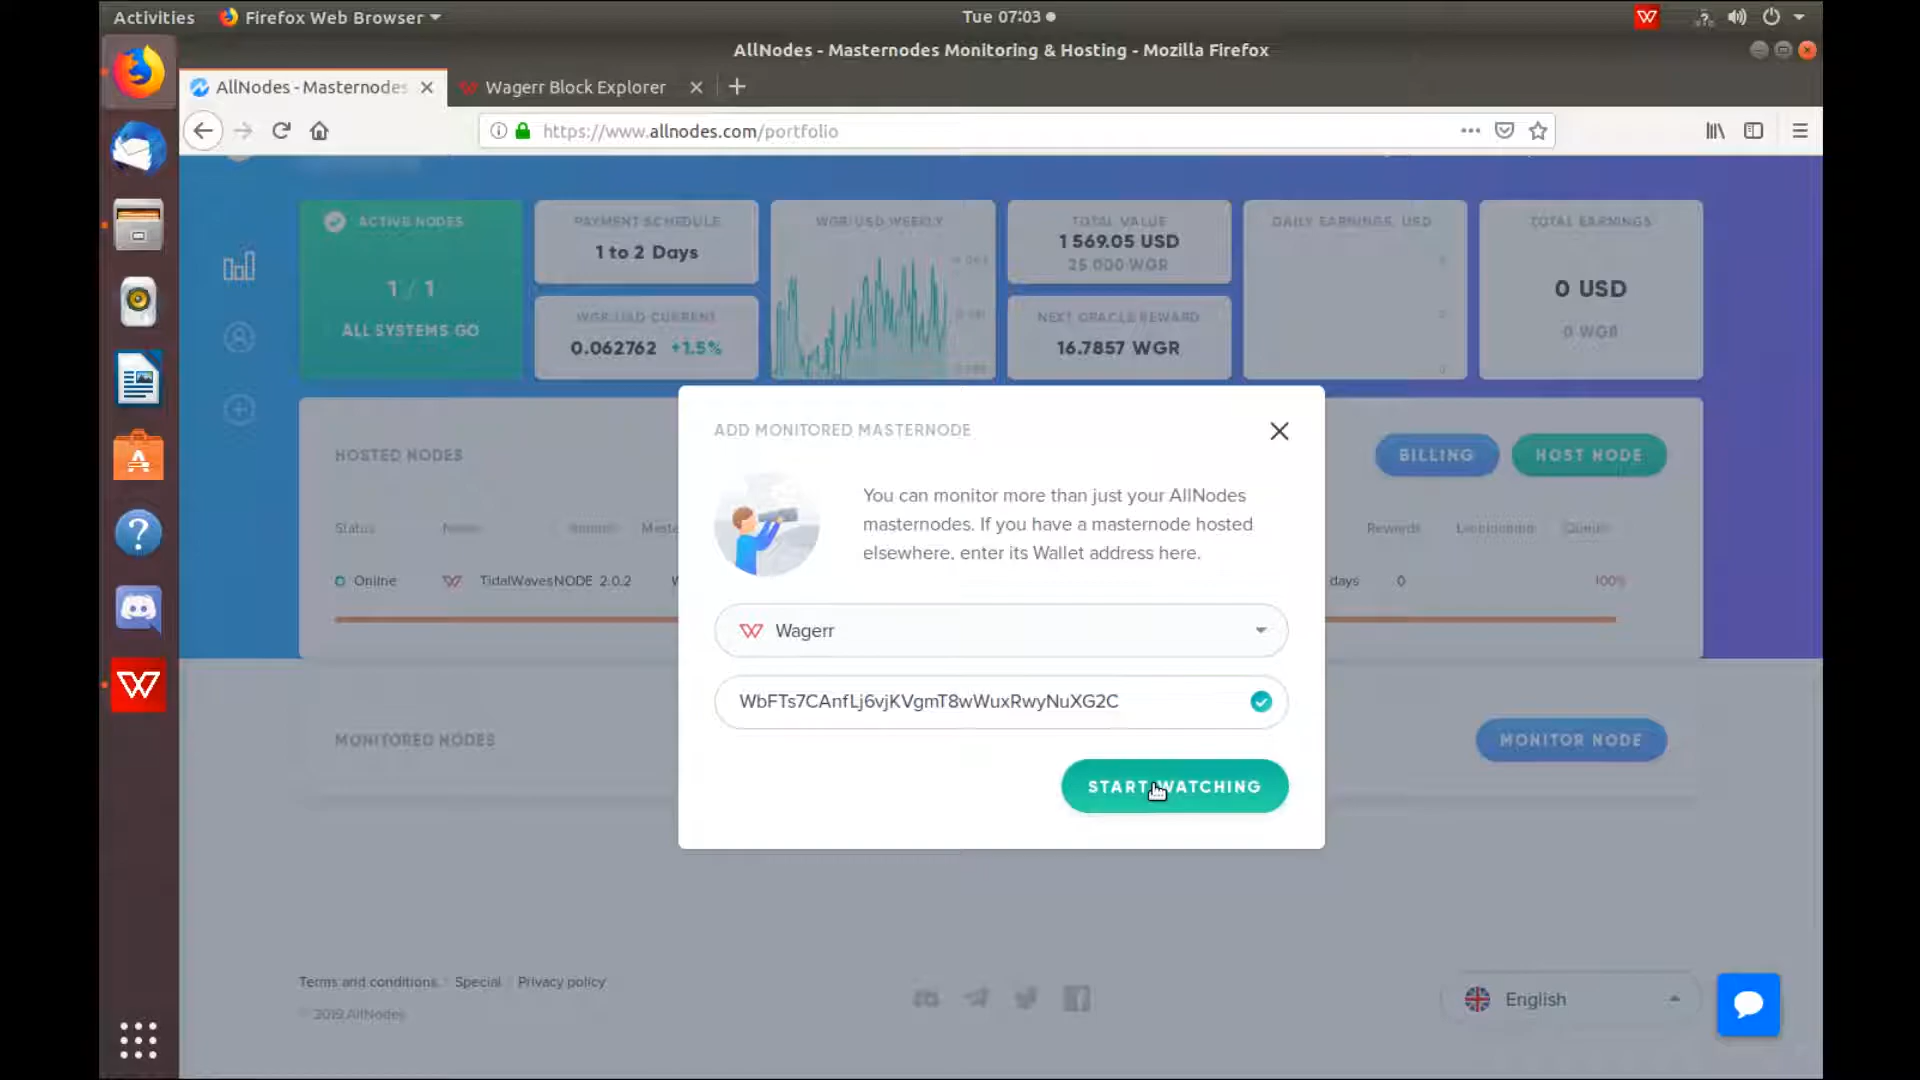 Activities
Firefox Web Browser
Tue 07:03
AllNodes - Masternodes Monitoring & Hosting - Mozilla Firefox
AllNodes - Masternodes
Wagerr Block Explorer
https://www.allnodes.com/portfolio
ACTIVE NODES
1 / 1
ALL SYSTEMS GO
PAYMENT SCHEDULE
1 to 2 Days
WGR/USD CURRENT
0.062762 +1.5%
WGR/USD WEEKLY
TOTAL VALUE
1 569.05 USD
25 000 WGR
NEXT ORACLE REWARD
16.7857 WGR
DAILY EARNINGS, USD
TOTAL EARNINGS
0 USD
0 WGR
HOSTED NODES
BILLING
HOST NODE
Status
Name
Rewards
Online
TidalWavesNODE 2.0.2
days
0
100%
ADD MONITORED MASTERNODE
You can monitor more than just your AllNodes
masternodes. If you have a masternode hosted
elsewhere, enter its Wallet address here.
Wagerr
WbFTs7CAnfLj6vjKVgmT8wWuxRwyNuXG2C
START WATCHING
MONITORED NODES
MONITOR NODE
Terms and conditions
Special
Privacy policy
© 2019 AllNodes
English